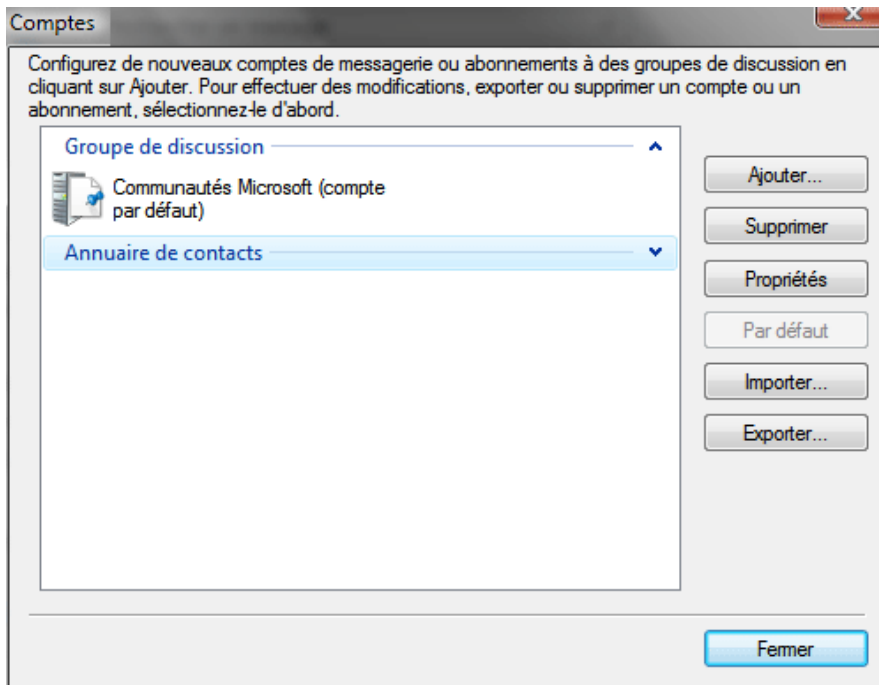 Comptes
Configurez de nouveaux comptes de messagerie ou abonnements à des groupes de discussion en
cliquant sur Ajouter. Pour effectuer des modifications, exporter ou supprimer un compte ou un
abonnement, sélectionnez-le d'abord.
Groupe de discussion
Communautés Microsoft (compte
par défaut)
Annuaire de contacts
Ajouter...
Supprimer
Propriétés
Par défaut
Importer...
Exporter...
Fermer